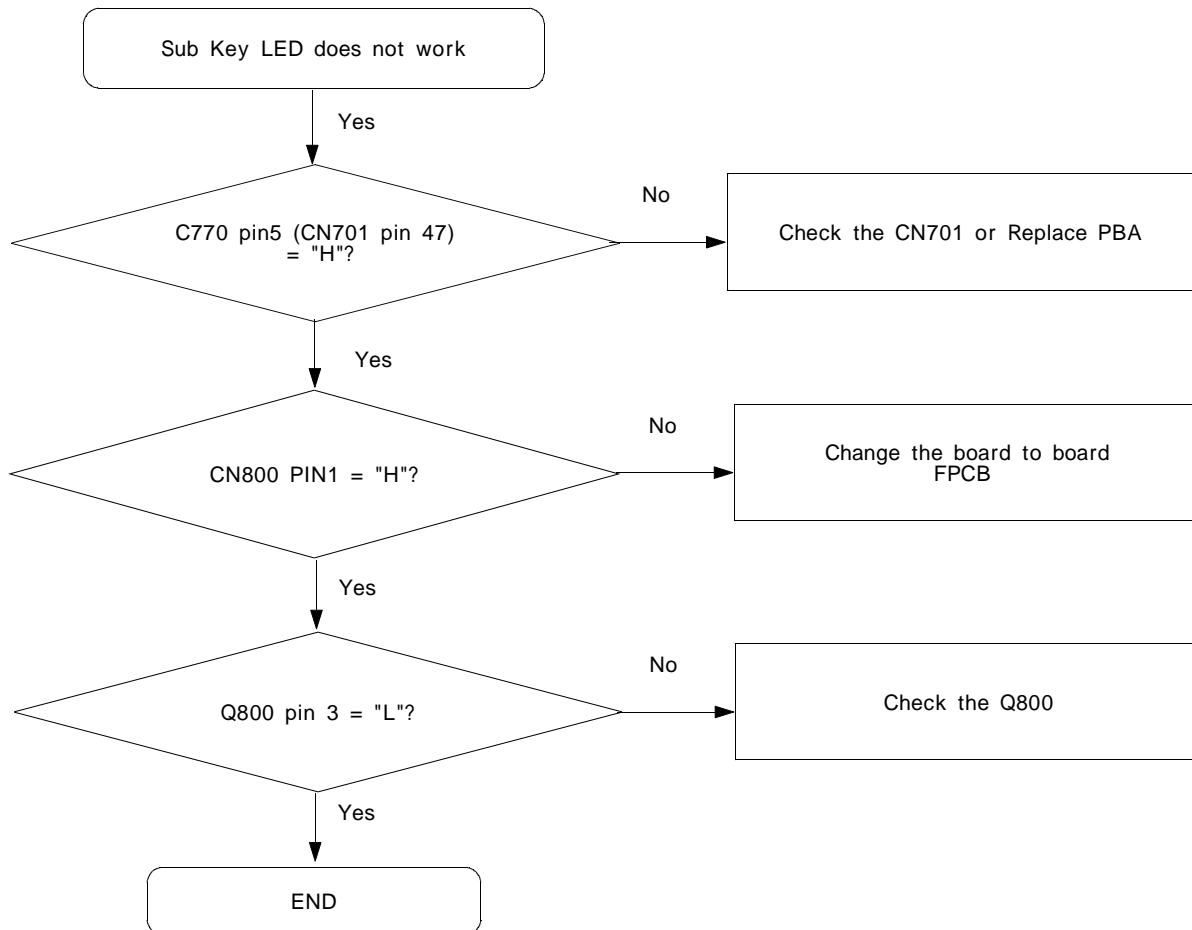 Sub Key LED does not work
Yes
C770 pin5 (CN701 pin 47)
= "H"?
No
Check the CN701 or Replace PBA
Yes
CN800 PIN1 = "H"?
No
Change the board to board
FPCB
Yes
Q800 pin 3 = "L"?
No
Check the Q800
Yes
END